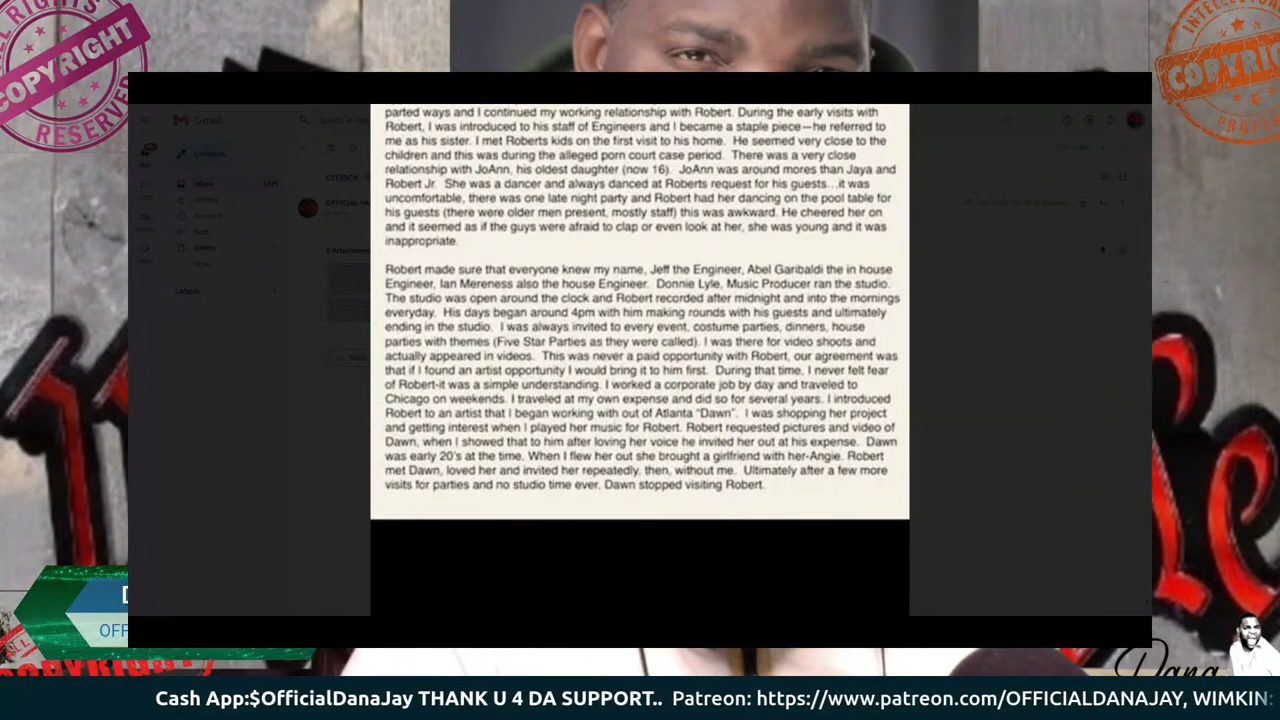 ALL RIGHTS
COPYRIGHT
RESERVED
INTELLECTUAL
COPYRIG
PROPE
Gmail
Compose
Inbox
Drafts
parted ways and I continued my working relationship with Robert. During the early visits with
Robert, I was introduced to his staff of Engineers and I became a staple piece—he referred to
me as his sister. I met Roberts kids on the first visit to his home.  He seemed very close to the
children and this was during the alleged porn court case period.  There was a very close
relationship with JoAnn, his oldest daughter (now 16).  JoAnn was around mores than Jaya and
Robert Jr.  She was a dancer and always danced at Roberts request for his guests…it was
uncomfortable, there was one late night party and Robert had her dancing on the pool table for
his guests (there were older men present, mostly staff) this was awkward. He cheered her on
and it seemed as if the guys were afraid to clap or even look at her, she was young and it was
inappropriate.
Robert made sure that everyone knew my name, Jeff the Engineer, Abel Garibaldi the in house
Engineer, Ian Mereness also the house Engineer.  Donnie Lyle, Music Producer ran the studio.
The studio was open around the clock and Robert recorded after midnight and into the mornings
everyday.  His days began around 4pm with him making rounds with his guests and ultimately
ending in the studio.  I was always invited to every event, costume parties, dinners, house
parties with themes (Five Star Parties as they were called). I was there for video shoots and
actually appeared in videos.  This was never a paid opportunity with Robert, our agreement was
that if I found an artist opportunity I would bring it to him first.  During that time, I never felt fear
of Robert-it was a simple understanding. I worked a corporate job by day and traveled to
Chicago on weekends. I traveled at my own expense and did so for several years. I introduced
Robert to an artist that I began working with out of Atlanta “Dawn”.  I was shopping her project
and getting interest when I played her music for Robert. Robert requested pictures and video of
Dawn, when I showed that to him after loving her voice he invited her out at his expense.  Dawn
was early 20's at the time. When I flew her out she brought a girlfriend with her-Angie. Robert
met Dawn, loved her and invited her repeatedly, then, without me.  Ultimately after a few more
visits for parties and no studio time ever, Dawn stopped visiting Robert.
D
OFF
Dana
Cash App:$OfficialDanaJay THANK U 4 DA SUPPORT..  Patreon: https://www.patreon.com/OFFICIALDANAJAY, WIMKIN: